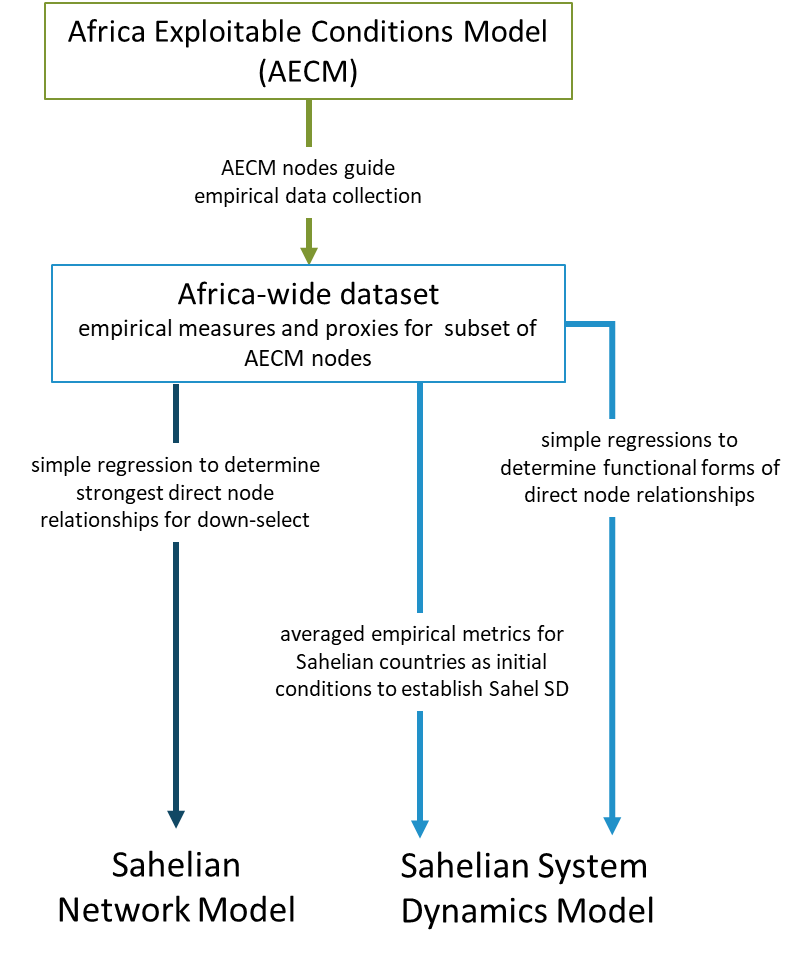 Africa Exploitable Conditions Model
(AECM)
AECM nodes guide
empirical data collection
Africa-wide dataset
empirical measures and proxies for subset of
AECM nodes
simple regression to determine
strongest direct node
relationships for down-select
simple regressions to
determine functional forms of
direct node relationships
averaged empirical metrics for
Sahelian countries as initial
conditions to establish Sahel SD
Sahelian
Network Model
Sahelian System
Dynamics Model